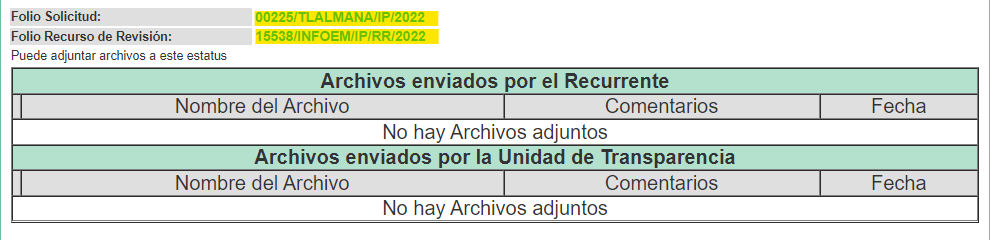 Folio Solicitud: 00225/TLALMANA/IP/2022
Folio Recurso de Revisión: 15538/INFOEM/IP/RR/2022
Puede adjuntar archivos a este estatus
Archivos enviados por el Recurrente
Nombre del Archivo Comentarios Fecha
No hay Archivos adjuntos
Archivos enviados por la Unidad de Transparencia
Nombre del Archivo Comentarios Fecha
No hay Archivos adjuntos